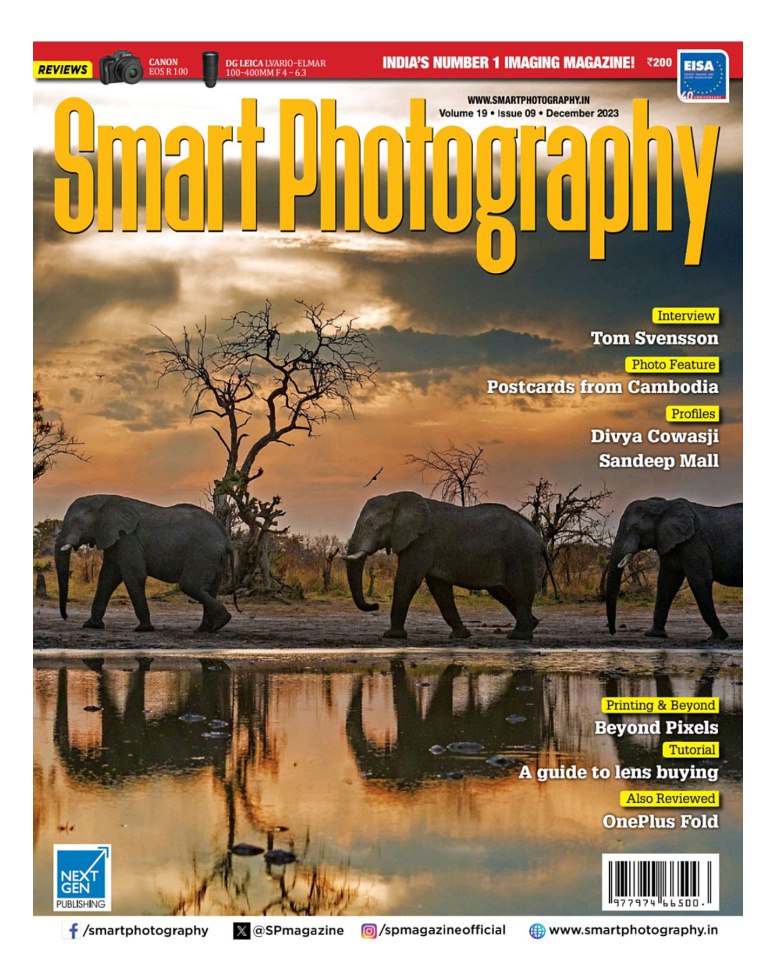 REVIEWS
CANON
EOS R 100
DG LEICA LVARIO-ELMAR
100-400MM F 4 – 6.3
INDIA'S NUMBER 1 IMAGING MAGAZINE!
₹200
EISA
WWW.SMARTPHOTOGRAPHY.IN
Volume 19 • Issue 09 • December 2023
Smart Photography
Interview
Tom Svensson
Photo Feature
Postcards from Cambodia
Profiles
Divya Cowasji
Sandeep Mall
Printing & Beyond
Beyond Pixels
Tutorial
A guide to lens buying
Also Reviewed
OnePlus Fold
NEXT
GEN
PUBLISHING
/smartphotography
@SPmagazine
/spmagazineofficial
www.smartphotography.in